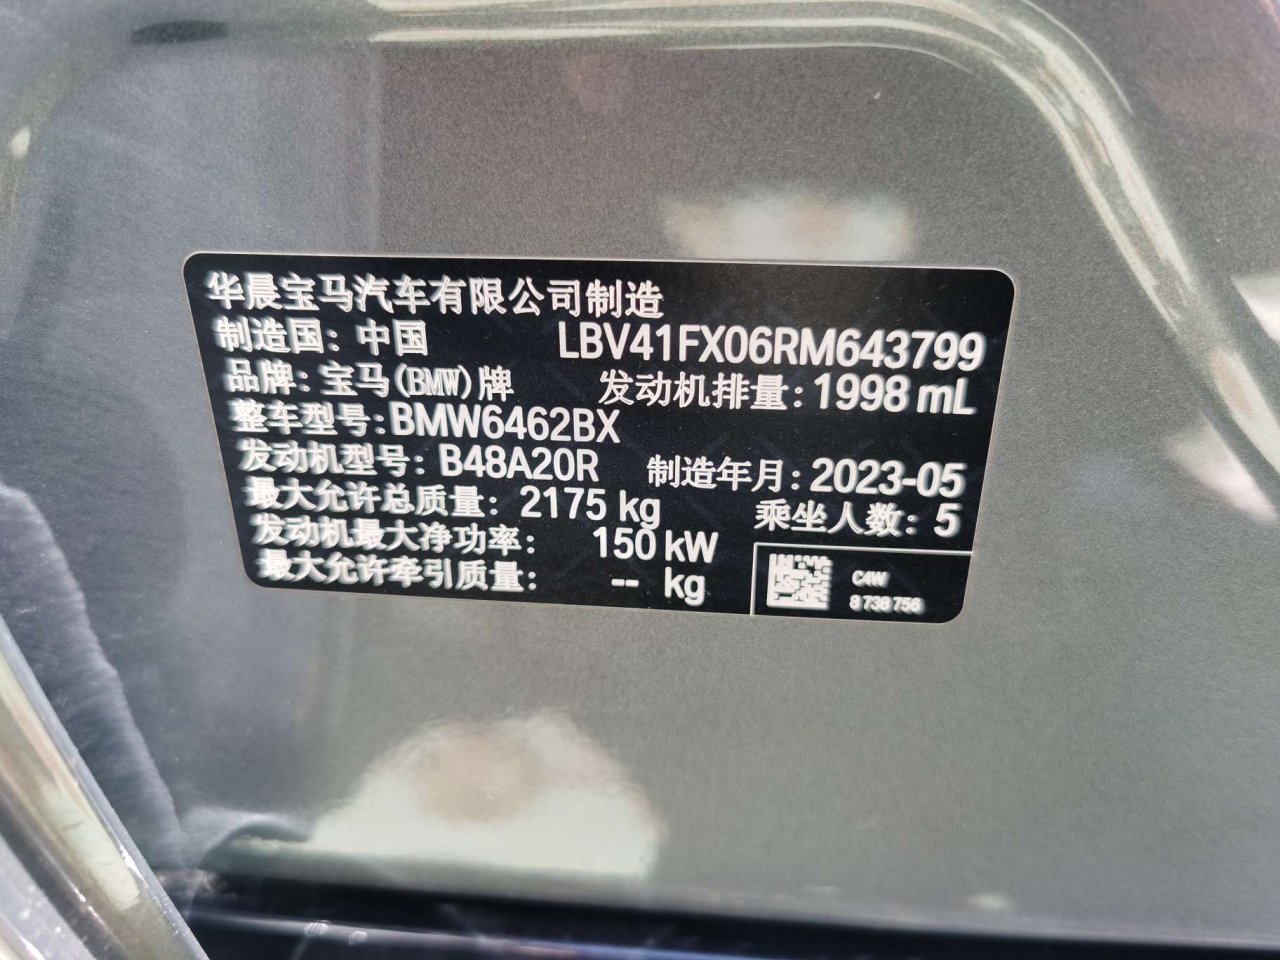 华晨宝马汽车有限公司制造
制造国：中国 LBV41FX06RM643799
品牌：宝马(BMW)牌 发动机排量：1998 mL
整车型号：BMW6462BX
发动机型号：B48A20R 制造年月：2023-05
最大允许总质量：2175 kg 乘坐人数：5
发动机最大净功率：150 kW
最大允许牵引质量：-- kg
C4W
8 738 756